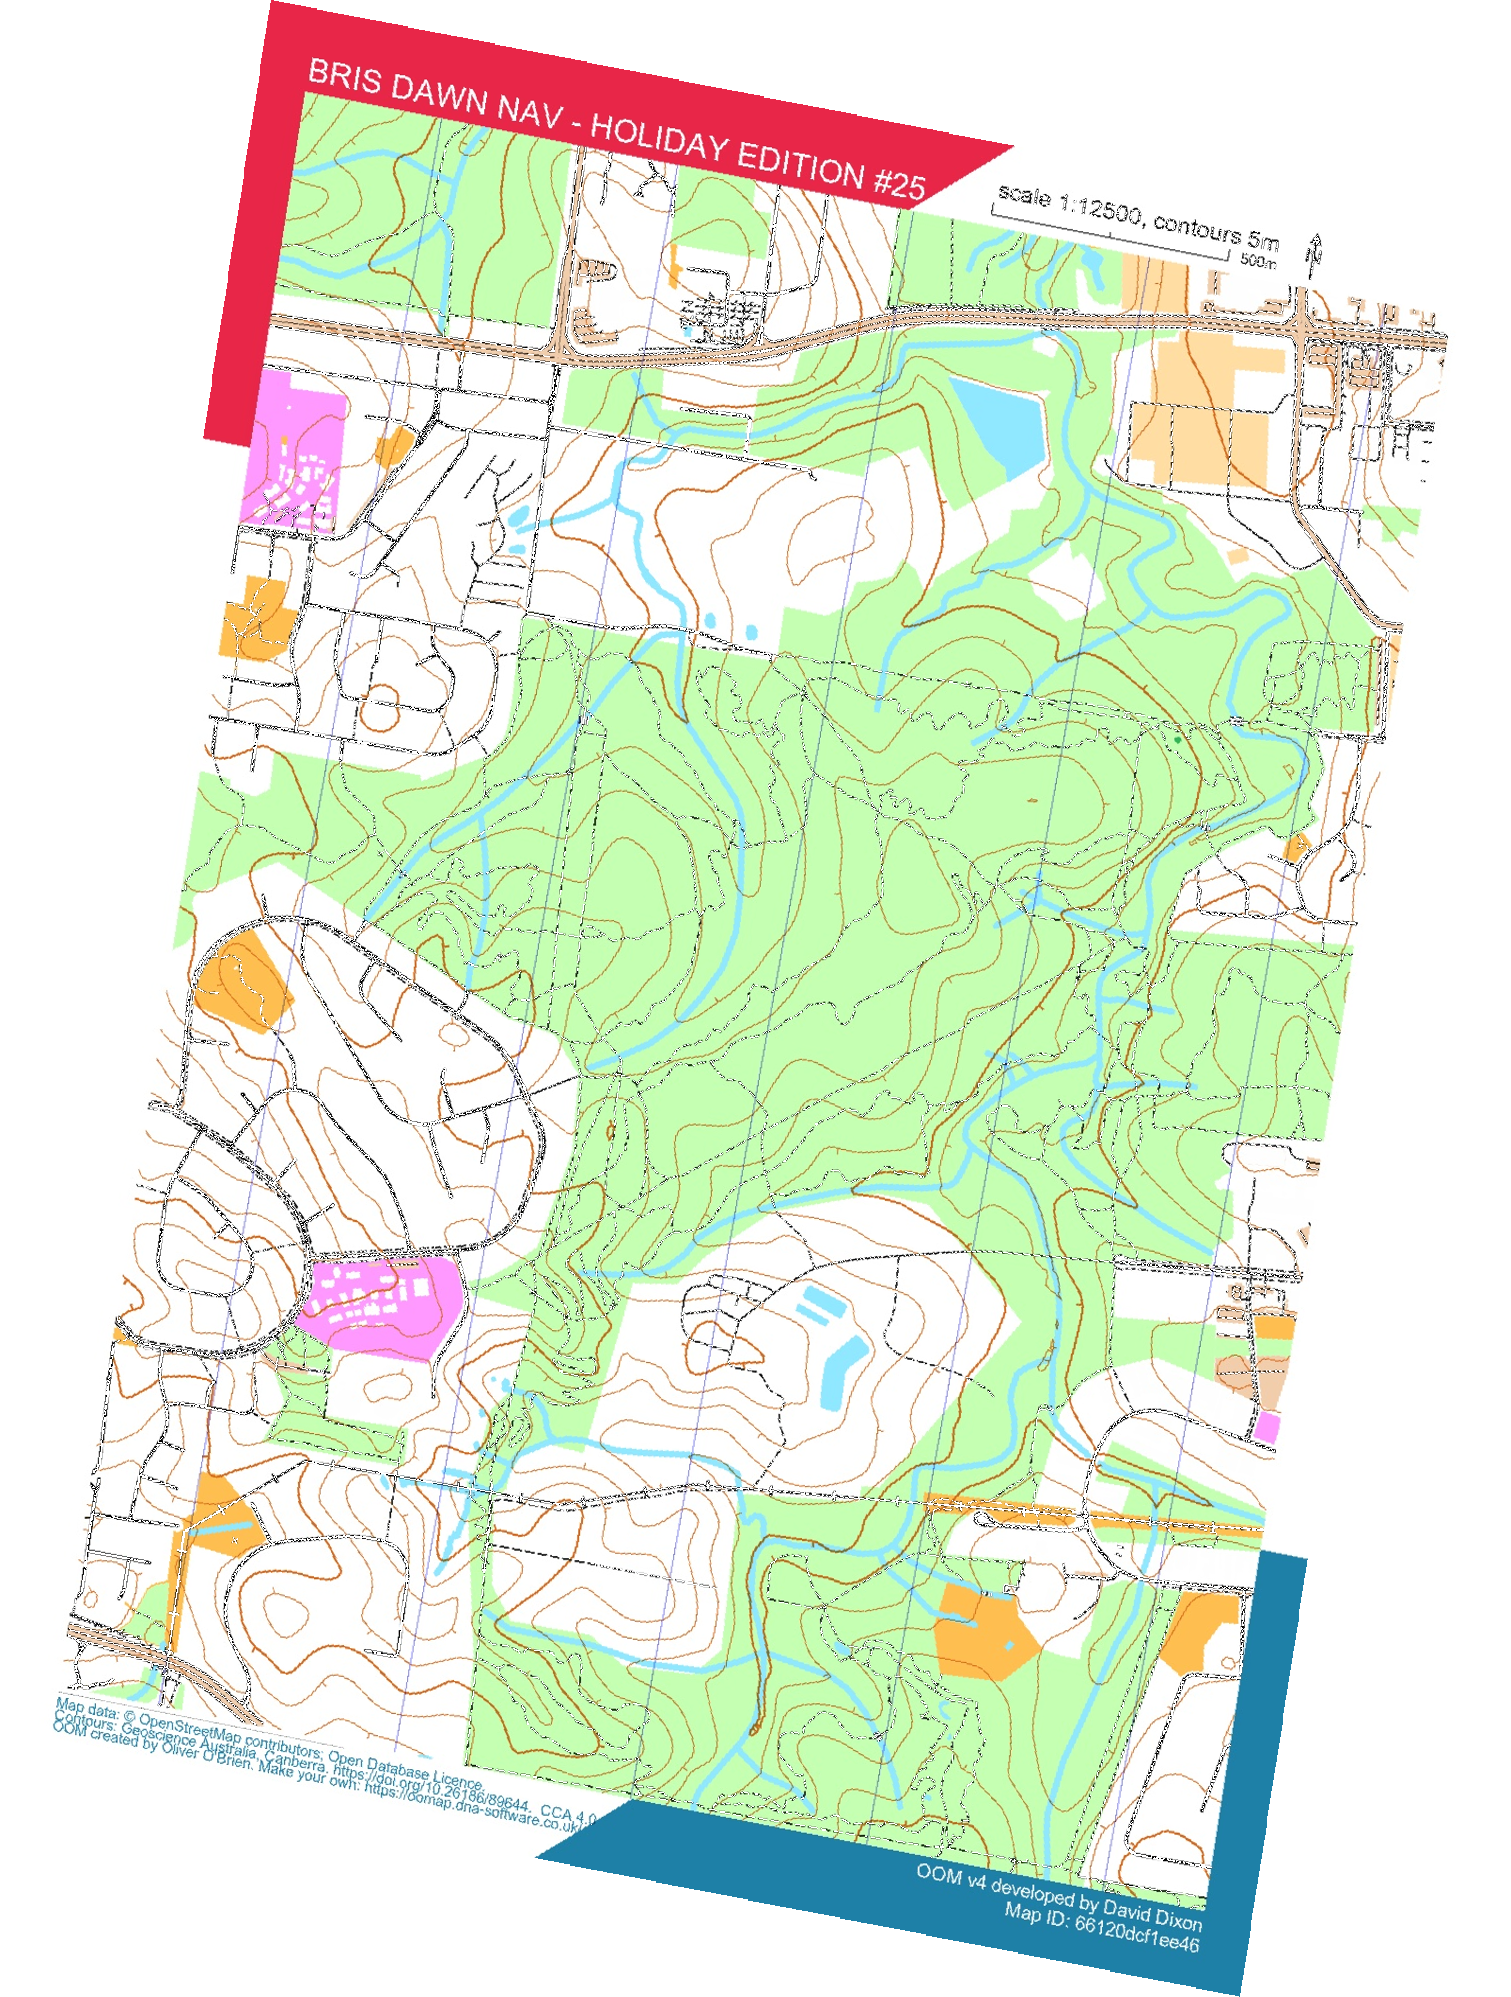 BRIS DAWN NAV - HOLIDAY EDITION #25
scale 1:12500, contours 5m
500m
Map data: © OpenStreetMap contributors, Open Database Licence.
Contours: Geoscience Australia, Canberra. https://doi.org/10.26186/89644. CCA 4.0
OOM created by Oliver O'Brien. Make your own: https://oomap.dna-software.co.uk/
OOM v4 developed by David Dixon
Map ID: 66120dcf1ee46